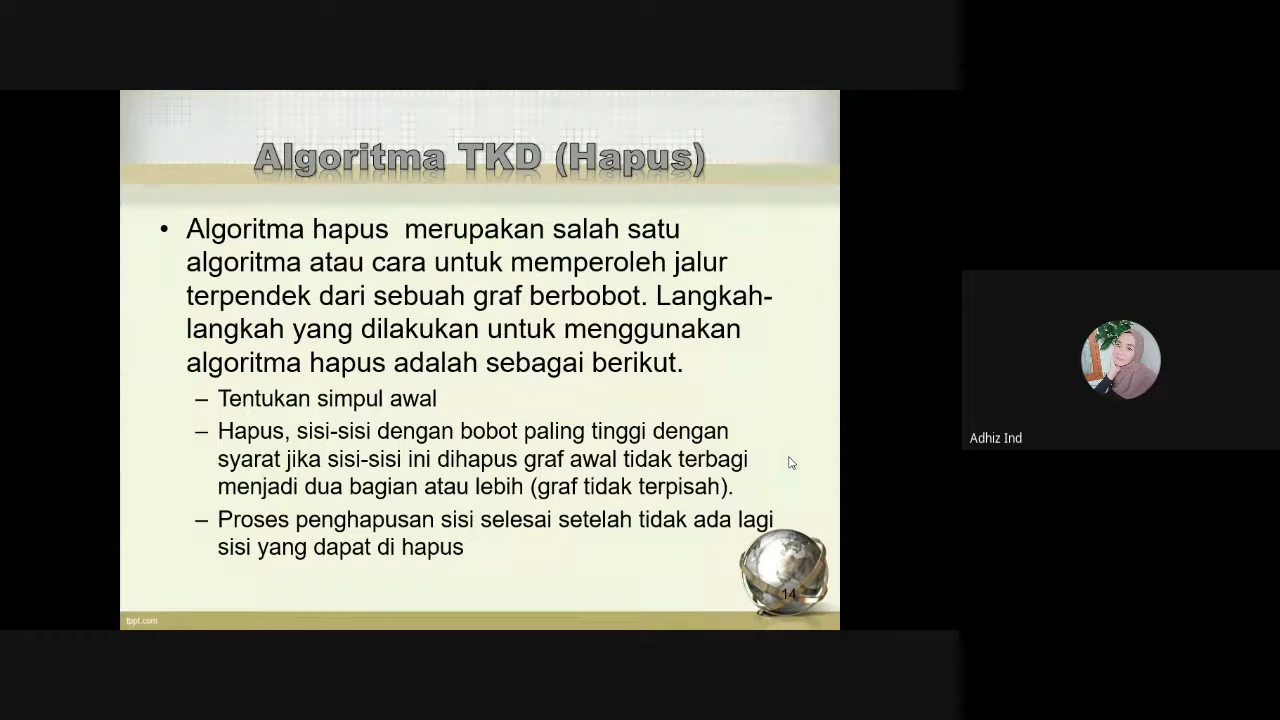 Algoritma TKD (Hapus)
• Algoritma hapus merupakan salah satu
algoritma atau cara untuk memperoleh jalur
terpendek dari sebuah graf berbobot. Langkah-
langkah yang dilakukan untuk menggunakan
algoritma hapus adalah sebagai berikut.
– Tentukan simpul awal
– Hapus, sisi-sisi dengan bobot paling tinggi dengan
syarat jika sisi-sisi ini dihapus graf awal tidak terbagi
menjadi dua bagian atau lebih (graf tidak terpisah).
– Proses penghapusan sisi selesai setelah tidak ada lagi
sisi yang dapat di hapus
14
fppt.com
Adhiz Ind